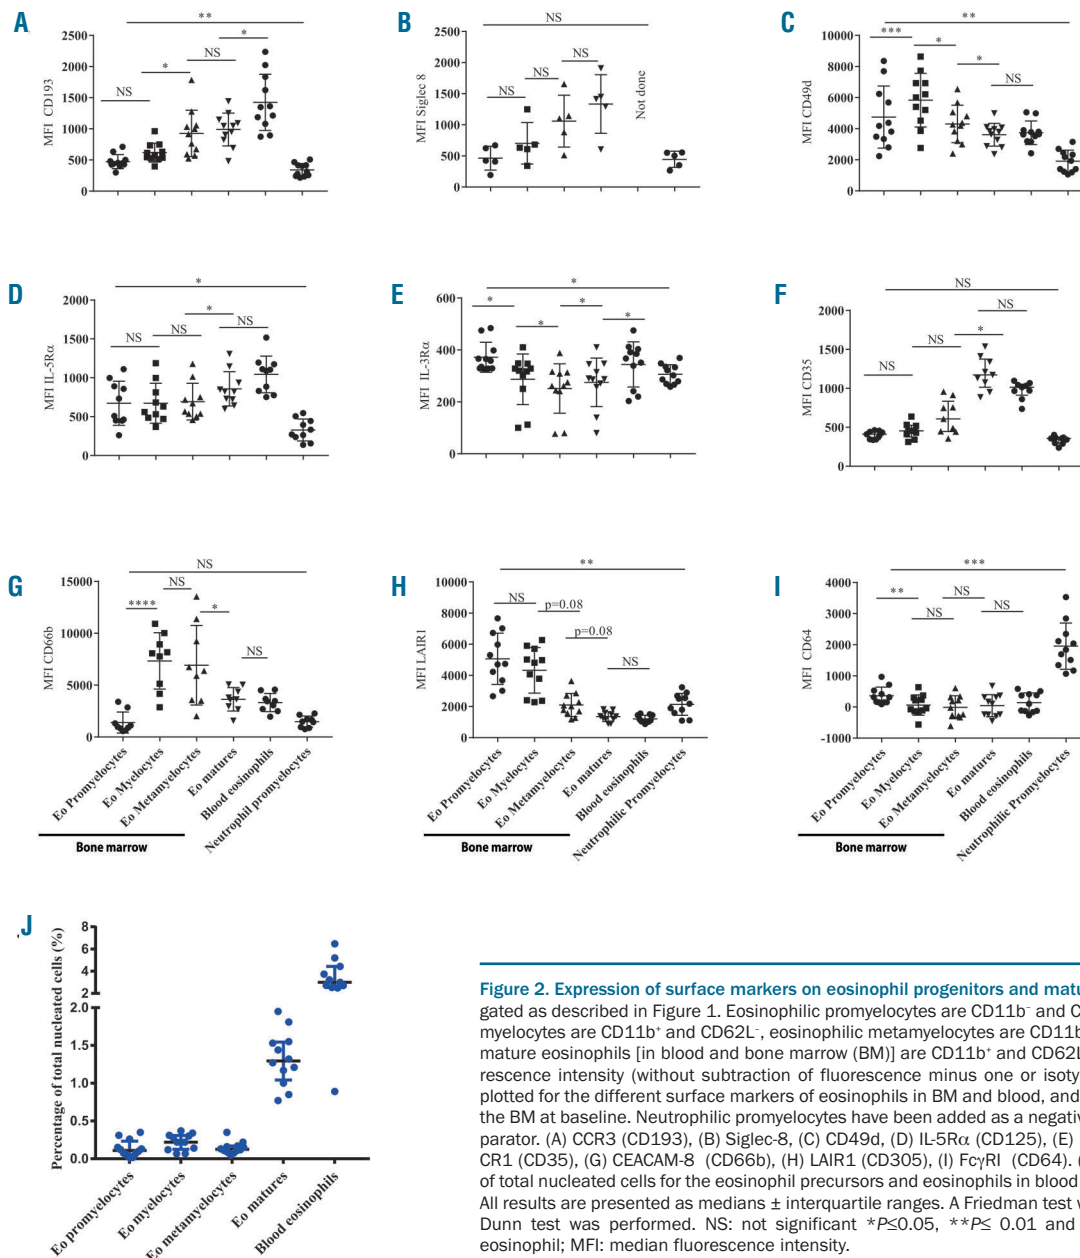 A
**
*
NS
*
NS
2500
2000
1500
1000
500
0
MFI CD193
B
NS
NS
NS
NS
2500
2000
1500
1000
500
0
MFI Siglec 8
Not done
C
**
***
*
*
NS
10000
8000
6000
4000
2000
0
MFI CD49d
D
*
*
NS
NS
NS
2000
1500
1000
500
0
MFI IL-5Rα
E
*
*
*
*
*
600
400
200
0
MFI IL-3Rα
F
NS
NS
*
NS
NS
2000
1500
1000
500
0
MFI CD35
G
NS
NS
****
*
NS
15000
10000
5000
0
MFI CD66b
Eo Promyelocytes
Eo Myelocytes
Eo Metamyelocytes
Eo matures
Blood eosinophils
Neutrophil promyelocytes
Bone marrow
H
**
NS
p=0.08
p=0.08
NS
10000
8000
6000
4000
2000
0
MFI LAIR1
Eo Promyelocytes
Eo Myelocytes
Eo Metamyelocytes
Eo matures
Blood eosinophils
Neutrophilic Promyelocytes
Bone marrow
I
***
**
NS
NS
NS
5000
4000
3000
2000
1000
0
-1000
MFI CD64
Eo Promyelocytes
Eo Myelocytes
Eo Metamyelocytes
Eo matures
Blood eosinophils
Neutrophilic Promyelocytes
Bone marrow
J
8
6
4
2
2.0
1.5
1.0
0.5
0.0
Percentage of total nucleated cells (%)
Eo promyelocytes
Eo myelocytes
Eo metamyelocytes
Eo matures
Blood eosinophils
Figure 2. Expression of surface markers on eosinophil progenitors and matu
gated as described in Figure 1. Eosinophilic promyelocytes are CD11b⁻ and C
myelocytes are CD11b⁺ and CD62L⁻, eosinophilic metamyelocytes are CD11b
mature eosinophils [in blood and bone marrow (BM)] are CD11b⁺ and CD62L
rescence intensity (without subtraction of fluorescence minus one or isoty
plotted for the different surface markers of eosinophils in BM and blood, and
the BM at baseline. Neutrophilic promyelocytes have been added as a negativ
parator. (A) CCR3 (CD193), (B) Siglec-8, (C) CD49d, (D) IL-5Rα (CD125), (E)
CR1 (CD35), (G) CEACAM-8 (CD66b), (H) LAIR1 (CD305), (I) FcγRI (CD64). (
of total nucleated cells for the eosinophil precursors and eosinophils in blood
All results are presented as medians ± interquartile ranges. A Friedman test w
Dunn test was performed. NS: not significant *P≤0.05, **P≤ 0.01 and
eosinophil; MFI: median fluorescence intensity.